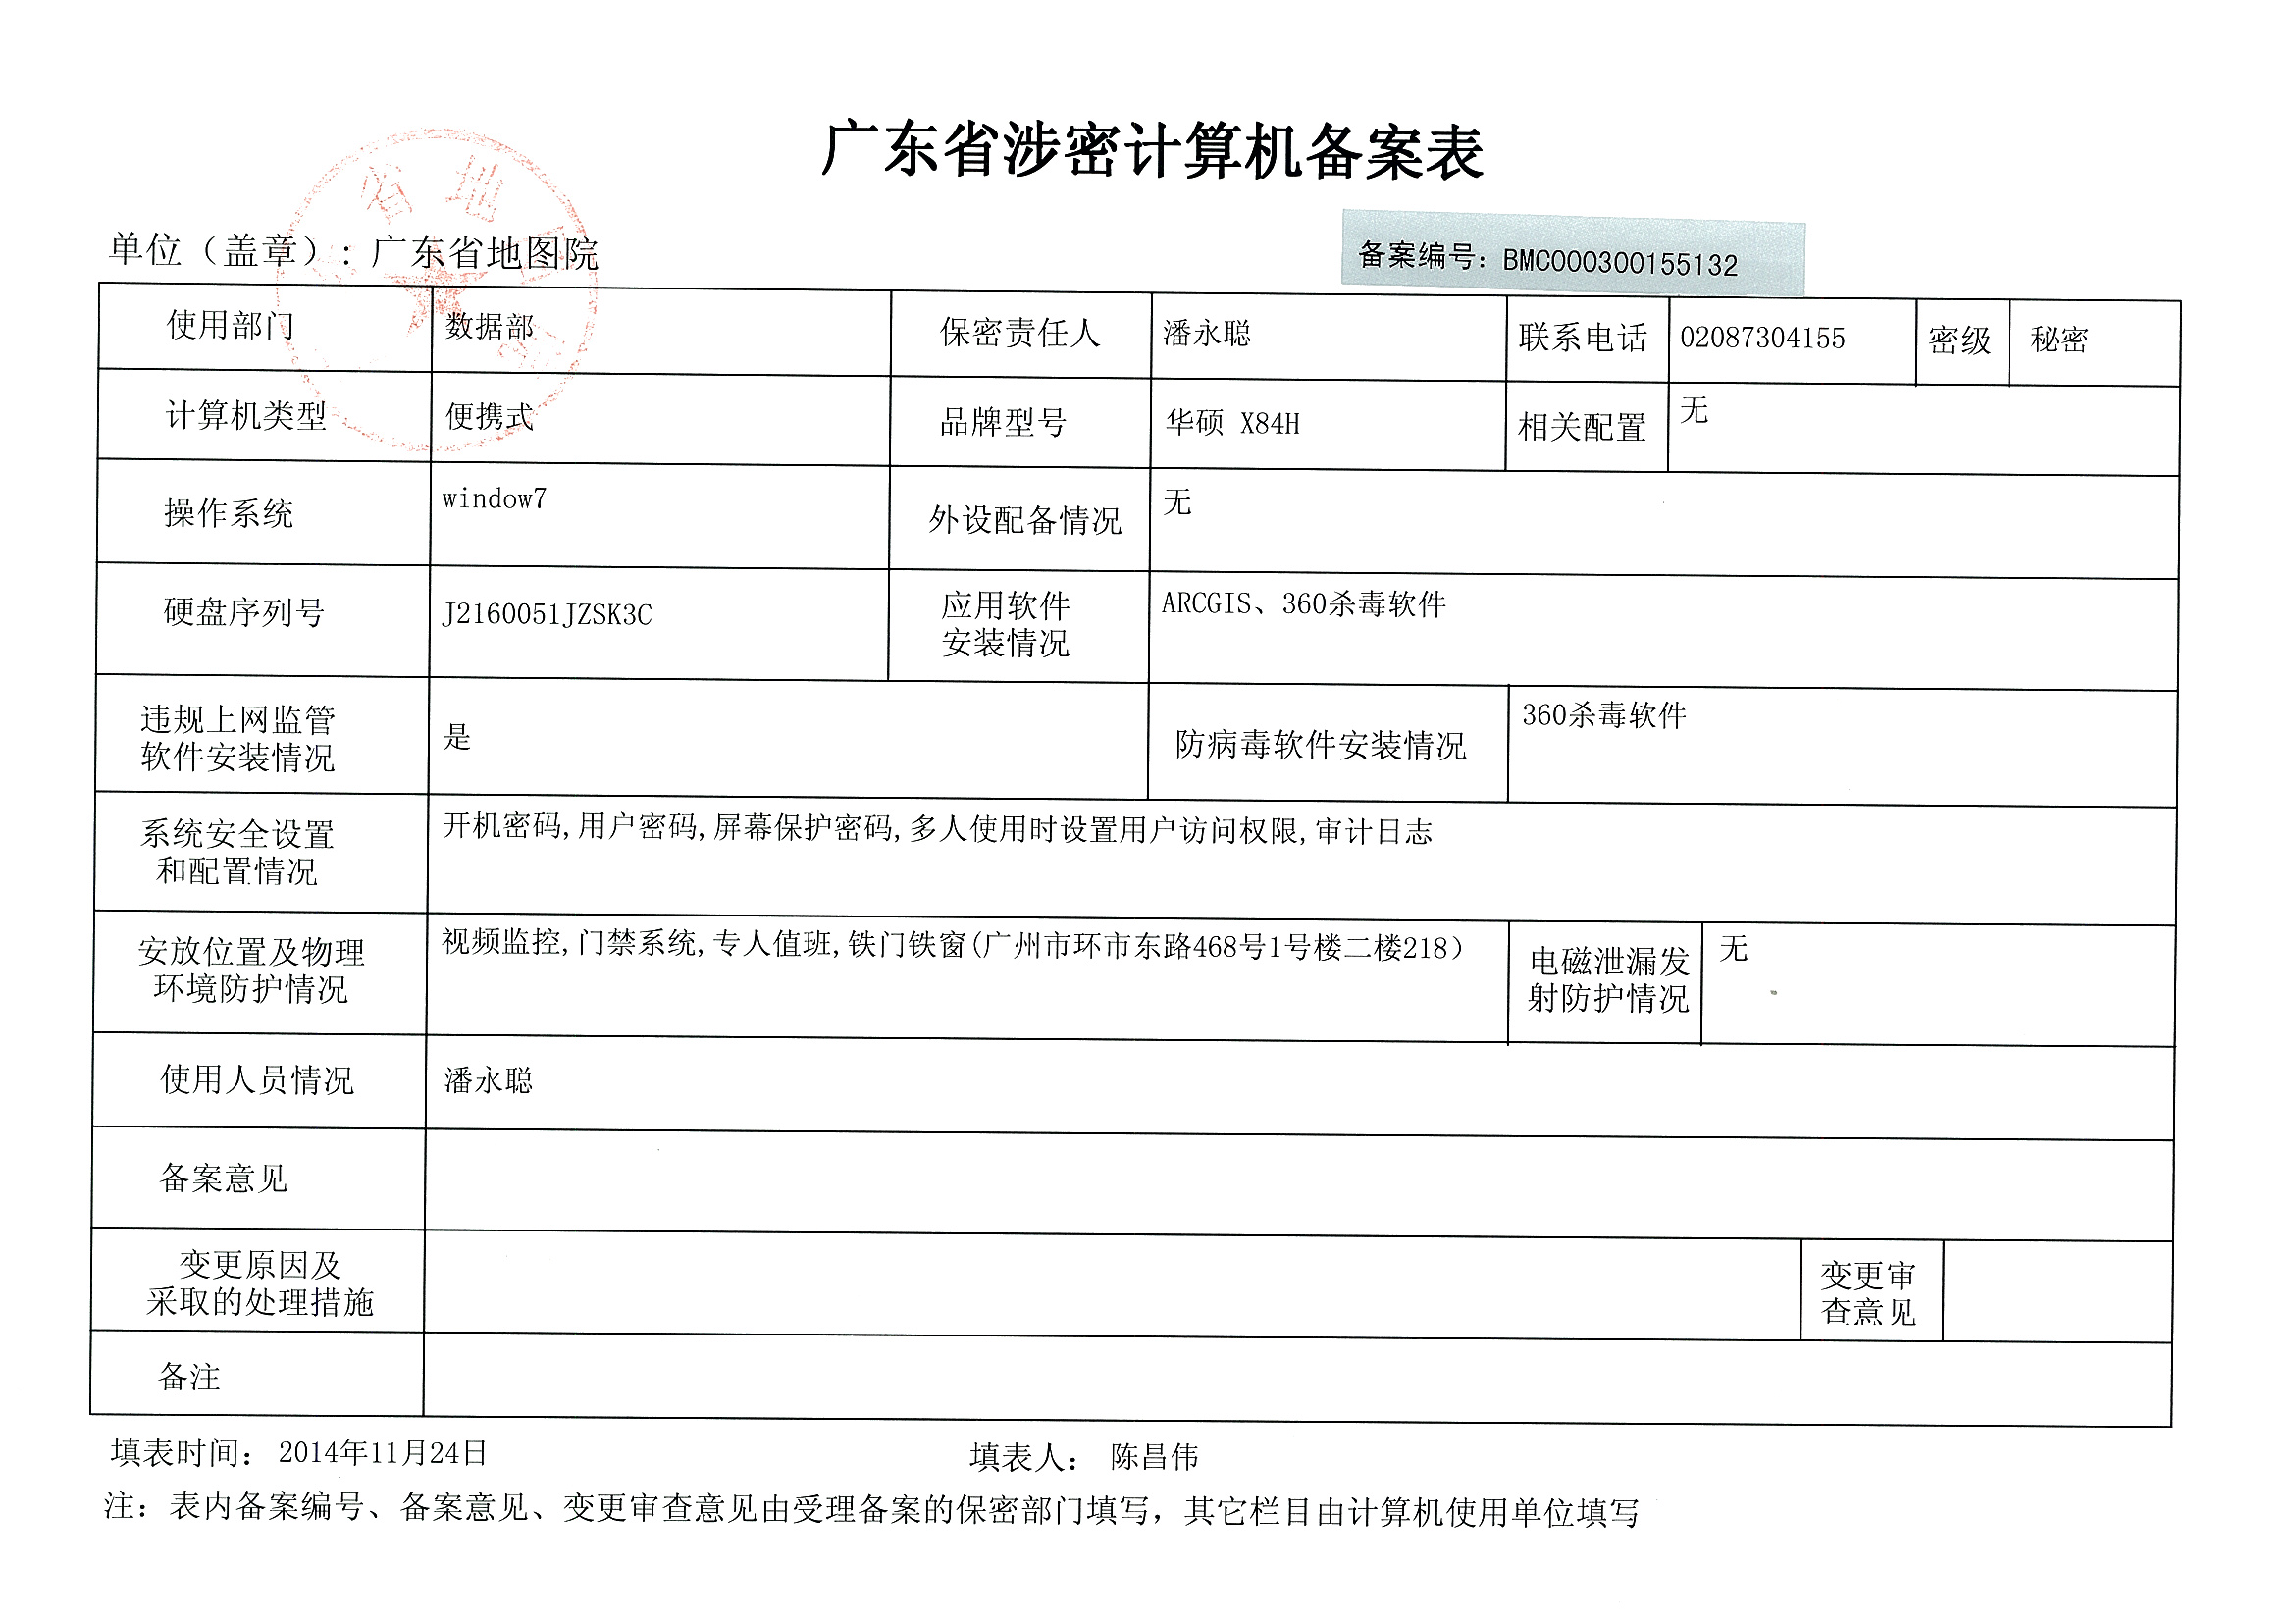 广东省涉密计算机备案表
单位（盖章）：广东省地图院
备案编号：BMC000300155132
使用部门 数据部 保密责任人 潘永聪 联系电话 02087304155 密级 秘密
计算机类型 便携式 品牌型号 华硕 X84H 相关配置 无
操作系统 window7 外设配备情况 无
硬盘序列号 J2160051JZSK3C 应用软件 ARCGIS、360杀毒软件
安装情况
违规上网监管
软件安装情况 是 防病毒软件安装情况 360杀毒软件
系统安全设置 开机密码,用户密码,屏幕保护密码,多人使用时设置用户访问权限,审计日志
和配置情况
安放位置及物理 视频监控,门禁系统,专人值班,铁门铁窗(广州市环市东路468号1号楼二楼218） 电磁泄漏发 无
环境防护情况 射防护情况
使用人员情况 潘永聪
备案意见
变更原因及 变更审
采取的处理措施 查意见
备注
填表时间： 2014年11月24日 填表人： 陈昌伟
注：表内备案编号、备案意见、变更审查意见由受理备案的保密部门填写，其它栏目由计算机使用单位填写
省地